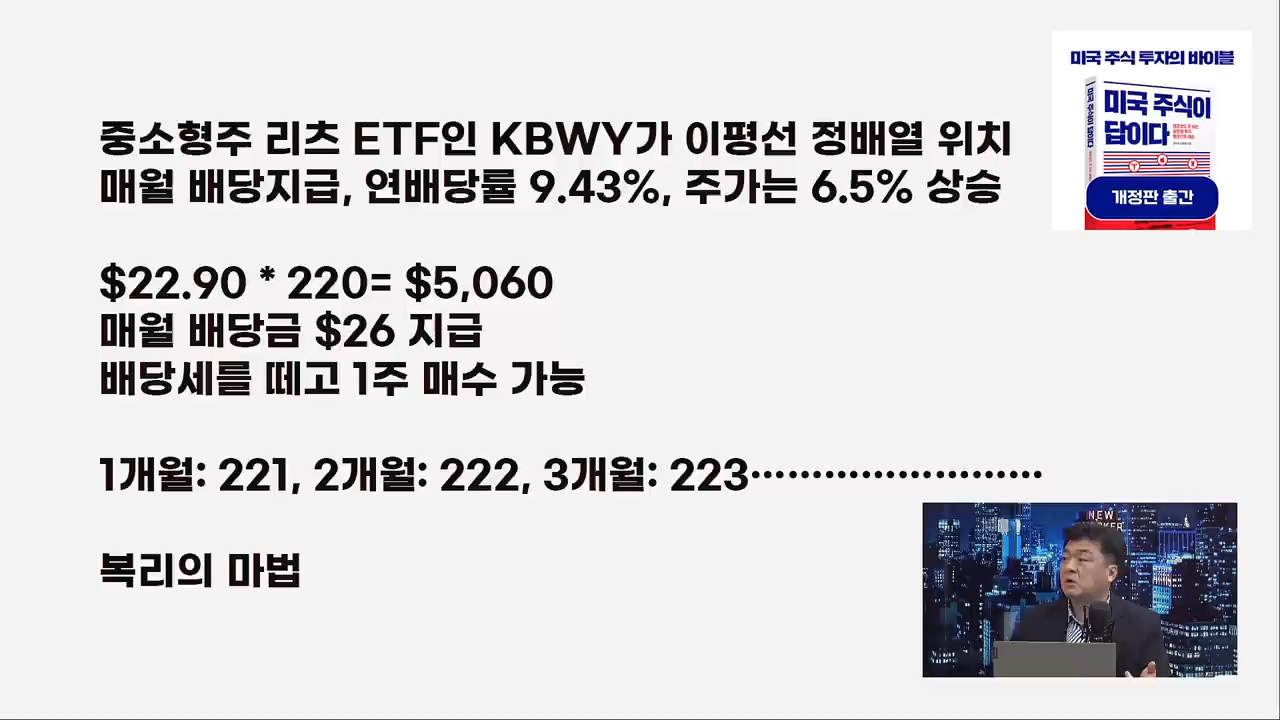 중소형주 리츠 ETF인 KBWY가 이평선 정배열 위치
매월 배당지급, 연배당률 9.43%, 주가는 6.5% 상승
$22.90 * 220= $5,060
매월 배당금 $26 지급
배당세를 떼고 1주 매수 가능
1개월: 221, 2개월: 222, 3개월: 223························
복리의 마법
미국 주식 투자의 바이블
미국 주식이
답이다
개정판 출간
NEW